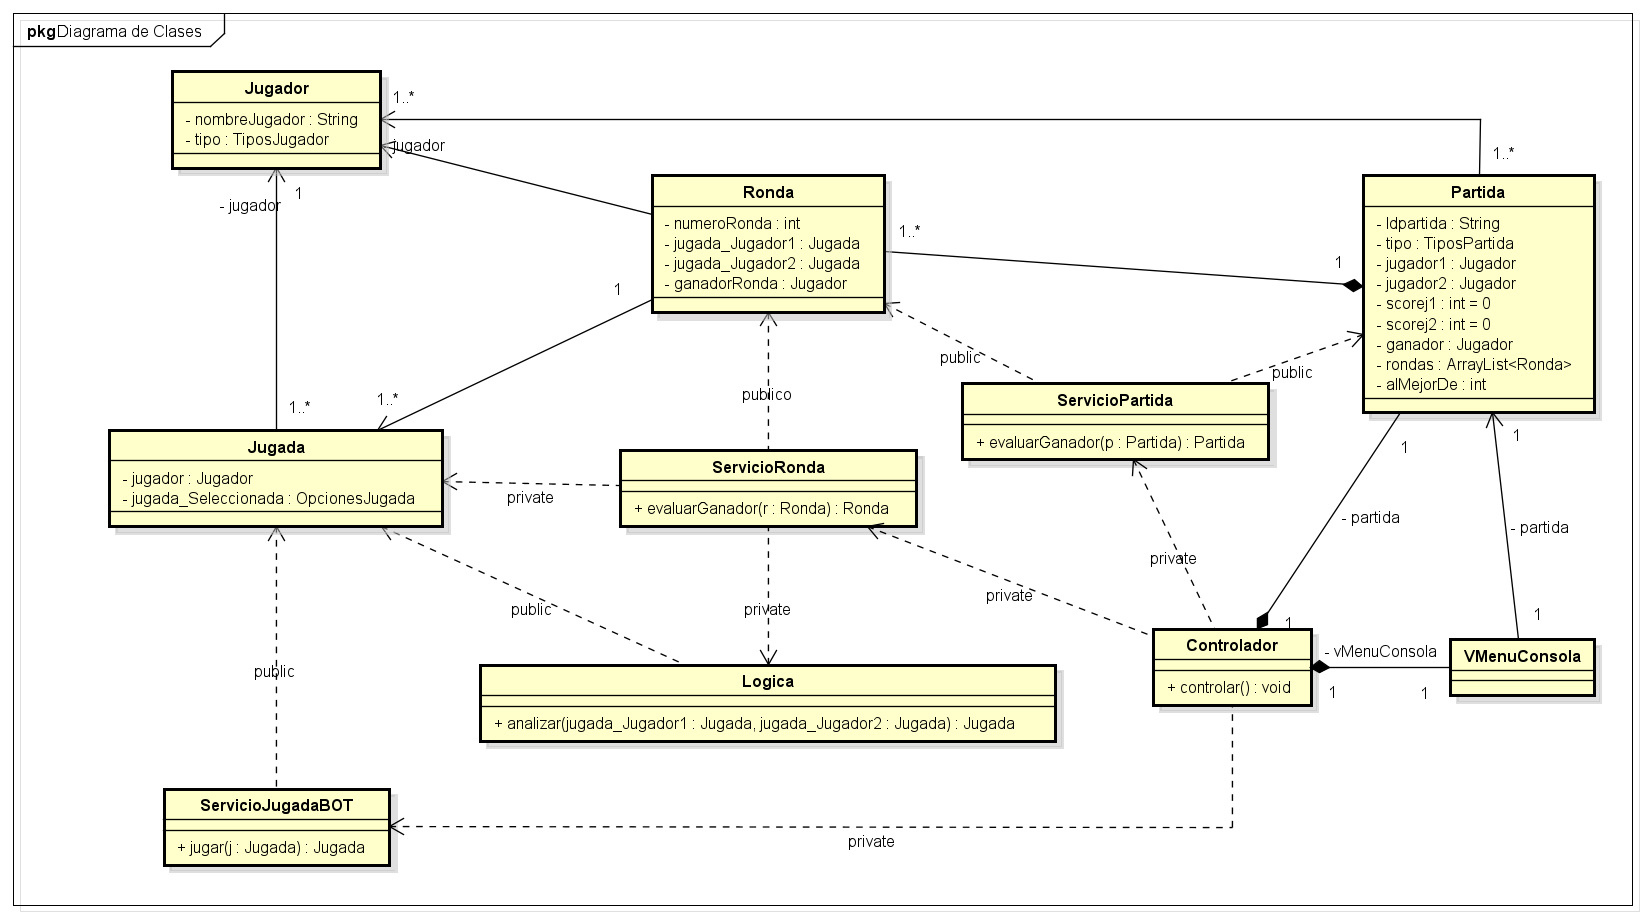 pkg Diagrama de Clases
Jugador
- nombreJugador : String
- tipo : TiposJugador
1..*
jugador
1
- jugador
1..*
Ronda
- numeroRonda : int
- jugada_Jugador1 : Jugada
- jugada_Jugador2 : Jugada
- ganadorRonda : Jugador
1..*
1
1..*
Partida
- Idpartida : String
- tipo : TiposPartida
- jugador1 : Jugador
- jugador2 : Jugador
- scorej1 : int = 0
- scorej2 : int = 0
- ganador : Jugador
- rondas : ArrayList<Ronda>
- alMejorDe : int
1
1..*
public
public
publico
ServicioPartida
+ evaluarGanador(p : Partida) : Partida
Jugada
- jugador : Jugador
- jugada_Seleccionada : OpcionesJugada
ServicioRonda
+ evaluarGanador(r : Ronda) : Ronda
private
1
1
- partida
- partida
private
private
private
public
1
1
Logica
+ analizar(jugada_Jugador1 : Jugada, jugada_Jugador2 : Jugada) : Jugada
Controlador
+ controlar() : void
- vMenuConsola
1
1
VMenuConsola
public
ServicioJugadaBOT
+ jugar(j : Jugada) : Jugada
private